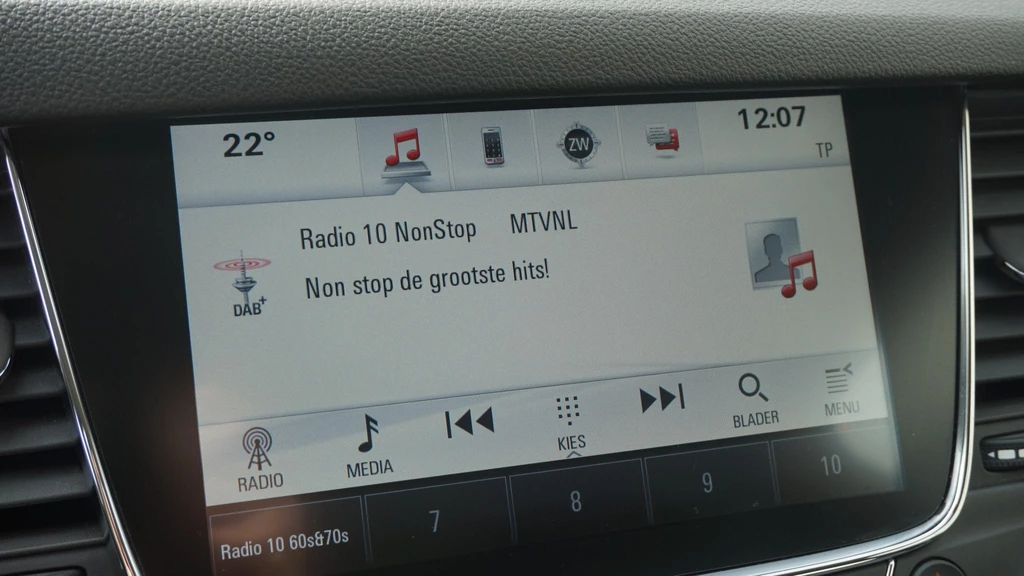 22°
ZW
12:07
TP
Radio 10 NonStop MTVNL
Non stop de grootste hits!
DAB+
RADIO
MEDIA
KIES
BLADER
MENU
Radio 10 60s&70s
7
8
9
10